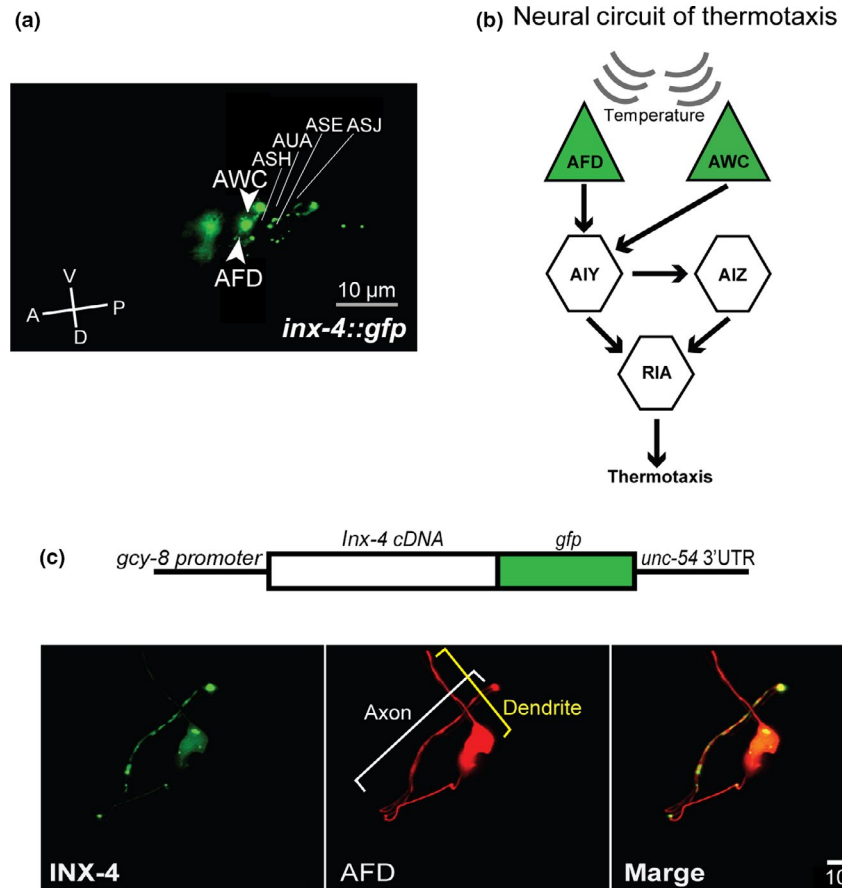 (a)
ASE ASJ
AUA
ASH
AWC
AFD
V
A P
D
10 µm
inx-4::gfp
(b) Neural circuit of thermotaxis
Temperature
AFD AWC
AIY AIZ
RIA
Thermotaxis
(c)
Inx-4 cDNA gfp
gcy-8 promoter unc-54 3'UTR
Axon Dendrite
INX-4 AFD Marge 10